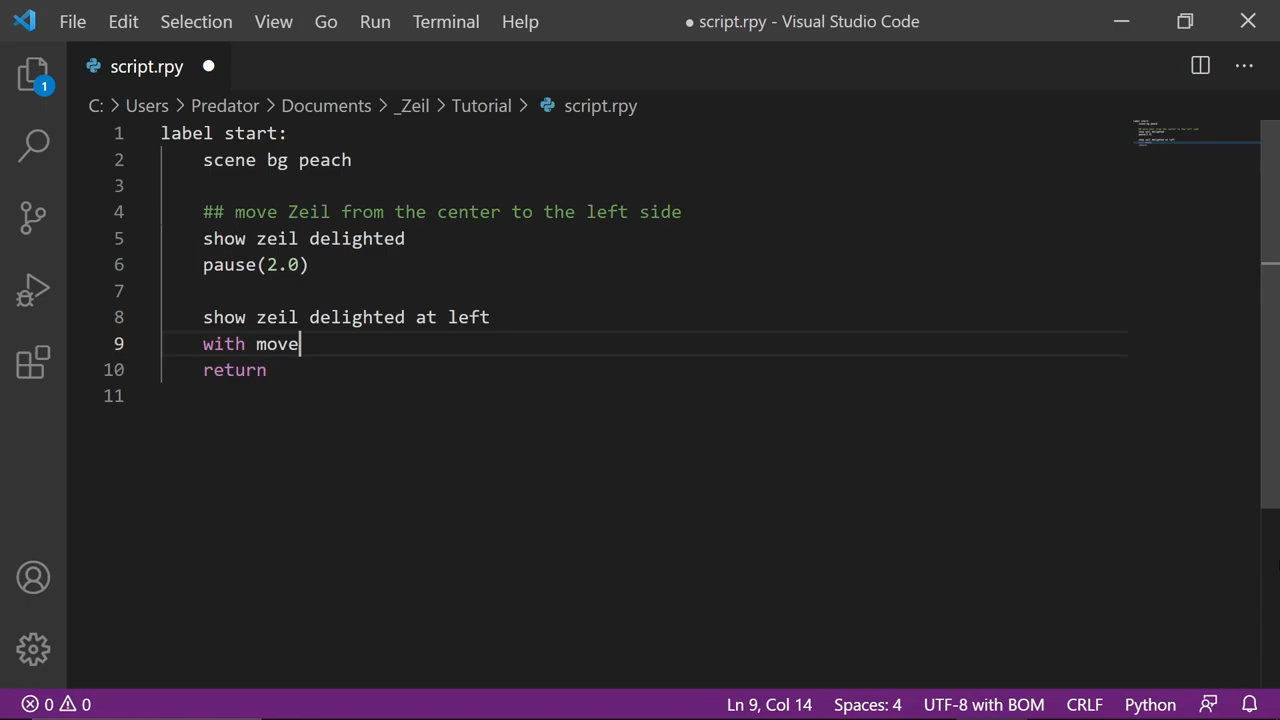 File Edit Selection View Go Run Terminal Help ● script.rpy - Visual Studio Code
script.rpy
1
C: > Users > Predator > Documents > _Zeil > Tutorial > script.rpy
1 label start:
2 scene bg peach
3
4 ## move Zeil from the center to the left side
5 show zeil delighted
6 pause(2.0)
7
8 show zeil delighted at left
9 with move
10 return
11
0 0 Ln 9, Col 14 Spaces: 4 UTF-8 with BOM CRLF Python